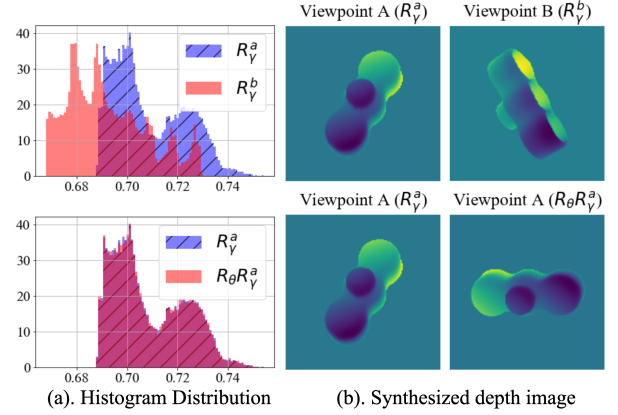 Viewpoint A (R_γ^a)
Viewpoint B (R_γ^b)
40
30
20
10
0
0.68 0.70 0.72 0.74
R_γ^a
R_γ^b
Viewpoint A (R_γ^a)
Viewpoint A (R_θR_γ^a)
40
30
20
10
0
0.68 0.70 0.72 0.74
R_γ^a
R_θR_γ^a
(a). Histogram Distribution
(b). Synthesized depth image